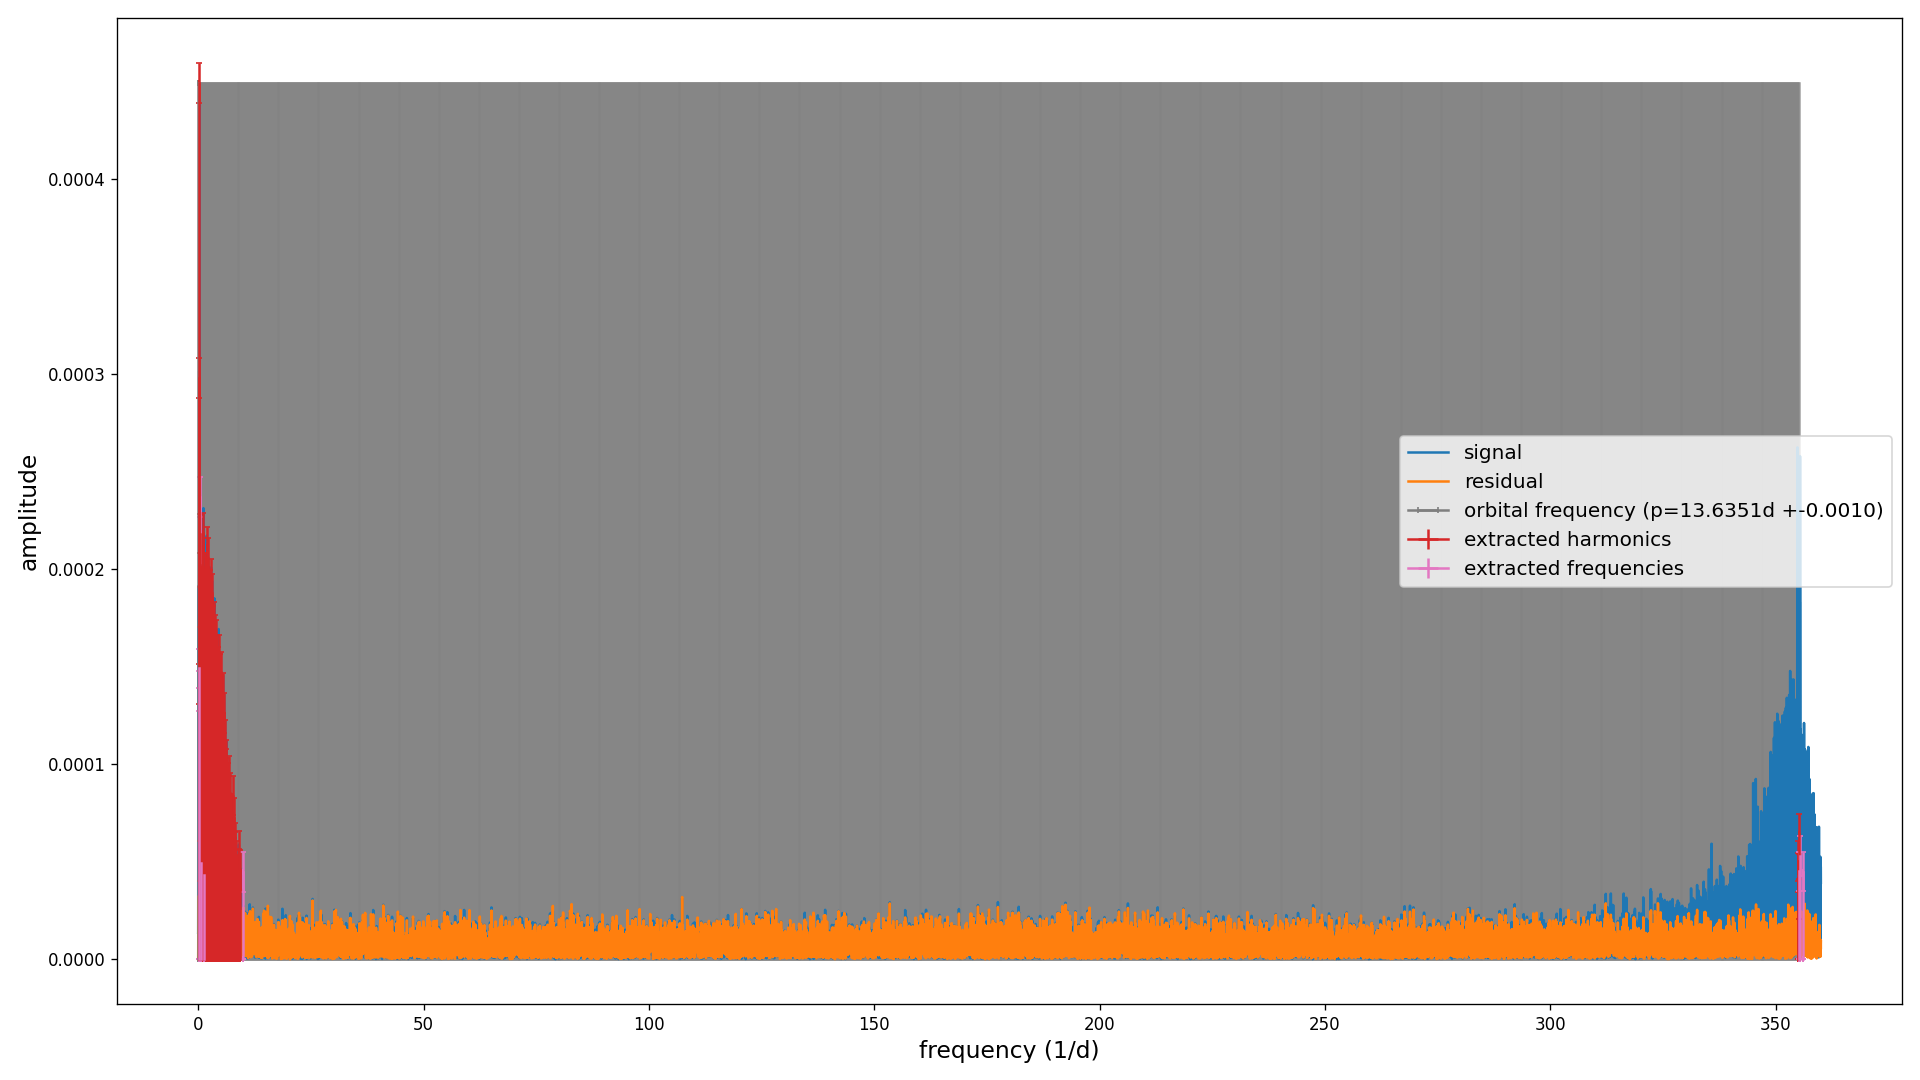 0.0004
0.0003
0.0002
0.0001
0.0000
amplitude
signal
residual
orbital frequency (p=13.6351d +-0.0010)
extracted harmonics
extracted frequencies
0
50
100
150
200
250
300
350
frequency (1/d)